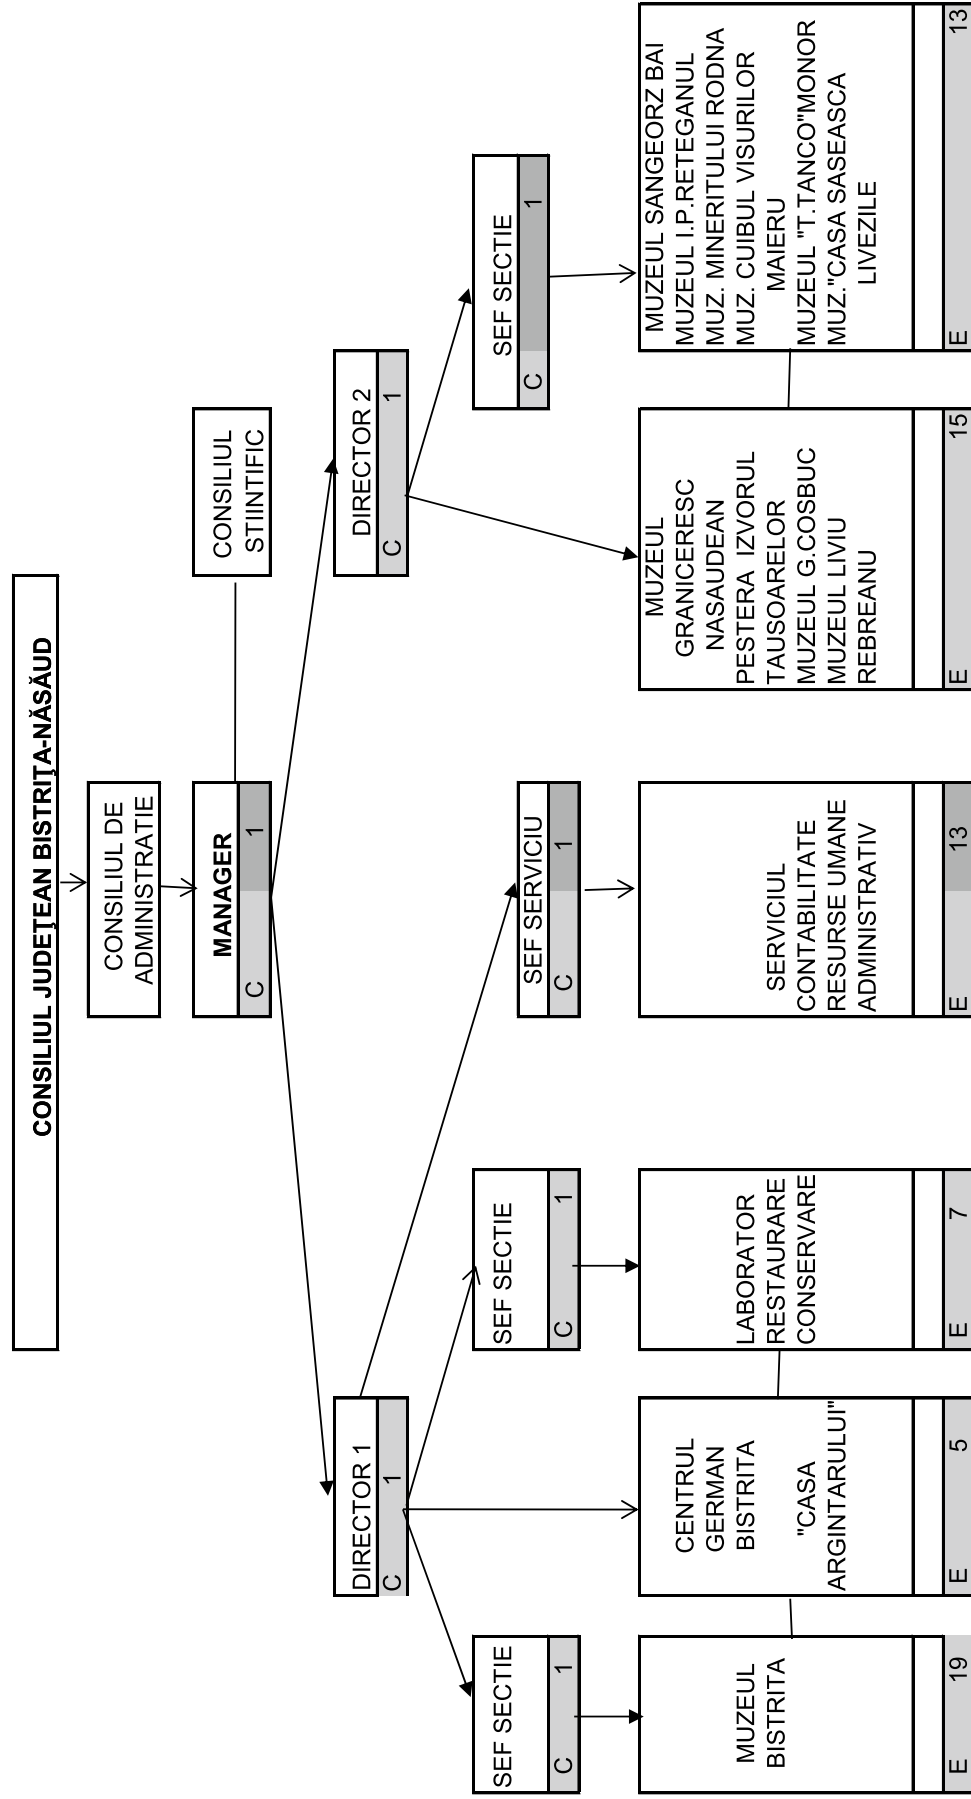 CONSILIUL JUDEŢEAN BISTRIŢA-NĂSĂUD
CONSILIUL DE
ADMINISTRATIE
MANAGER
C 1
CONSILIUL
STIINTIFIC
DIRECTOR 1
C 1
DIRECTOR 2
C 1
SEF SECTIE
C 1
SEF SECTIE
C 1
SEF SERVICIU
C 1
SEF SECTIE
C 1
MUZEUL
BISTRITA
E 19
CENTRUL
GERMAN
BISTRITA
"CASA
ARGINTARULUI"
E 5
LABORATOR
RESTAURARE
CONSERVARE
E 7
SERVICIUL
CONTABILITATE
RESURSE UMANE
ADMINISTRATIV
E 13
MUZEUL
GRANICERESC
NASAUDEAN
PESTERA IZVORUL
TAUSOARELOR
MUZEUL G.COSBUC
MUZEUL LIVIU
REBREANU
E 15
MUZEUL SANGEORZ BAI
MUZEUL I.P.RETEGANUL
MUZ. MINERITULUI RODNA
MUZ. CUIBUL VISURILOR
MAIERU
MUZEUL "T.TANCO"MONOR
MUZ."CASA SASEASCA
LIVEZILE
E 13